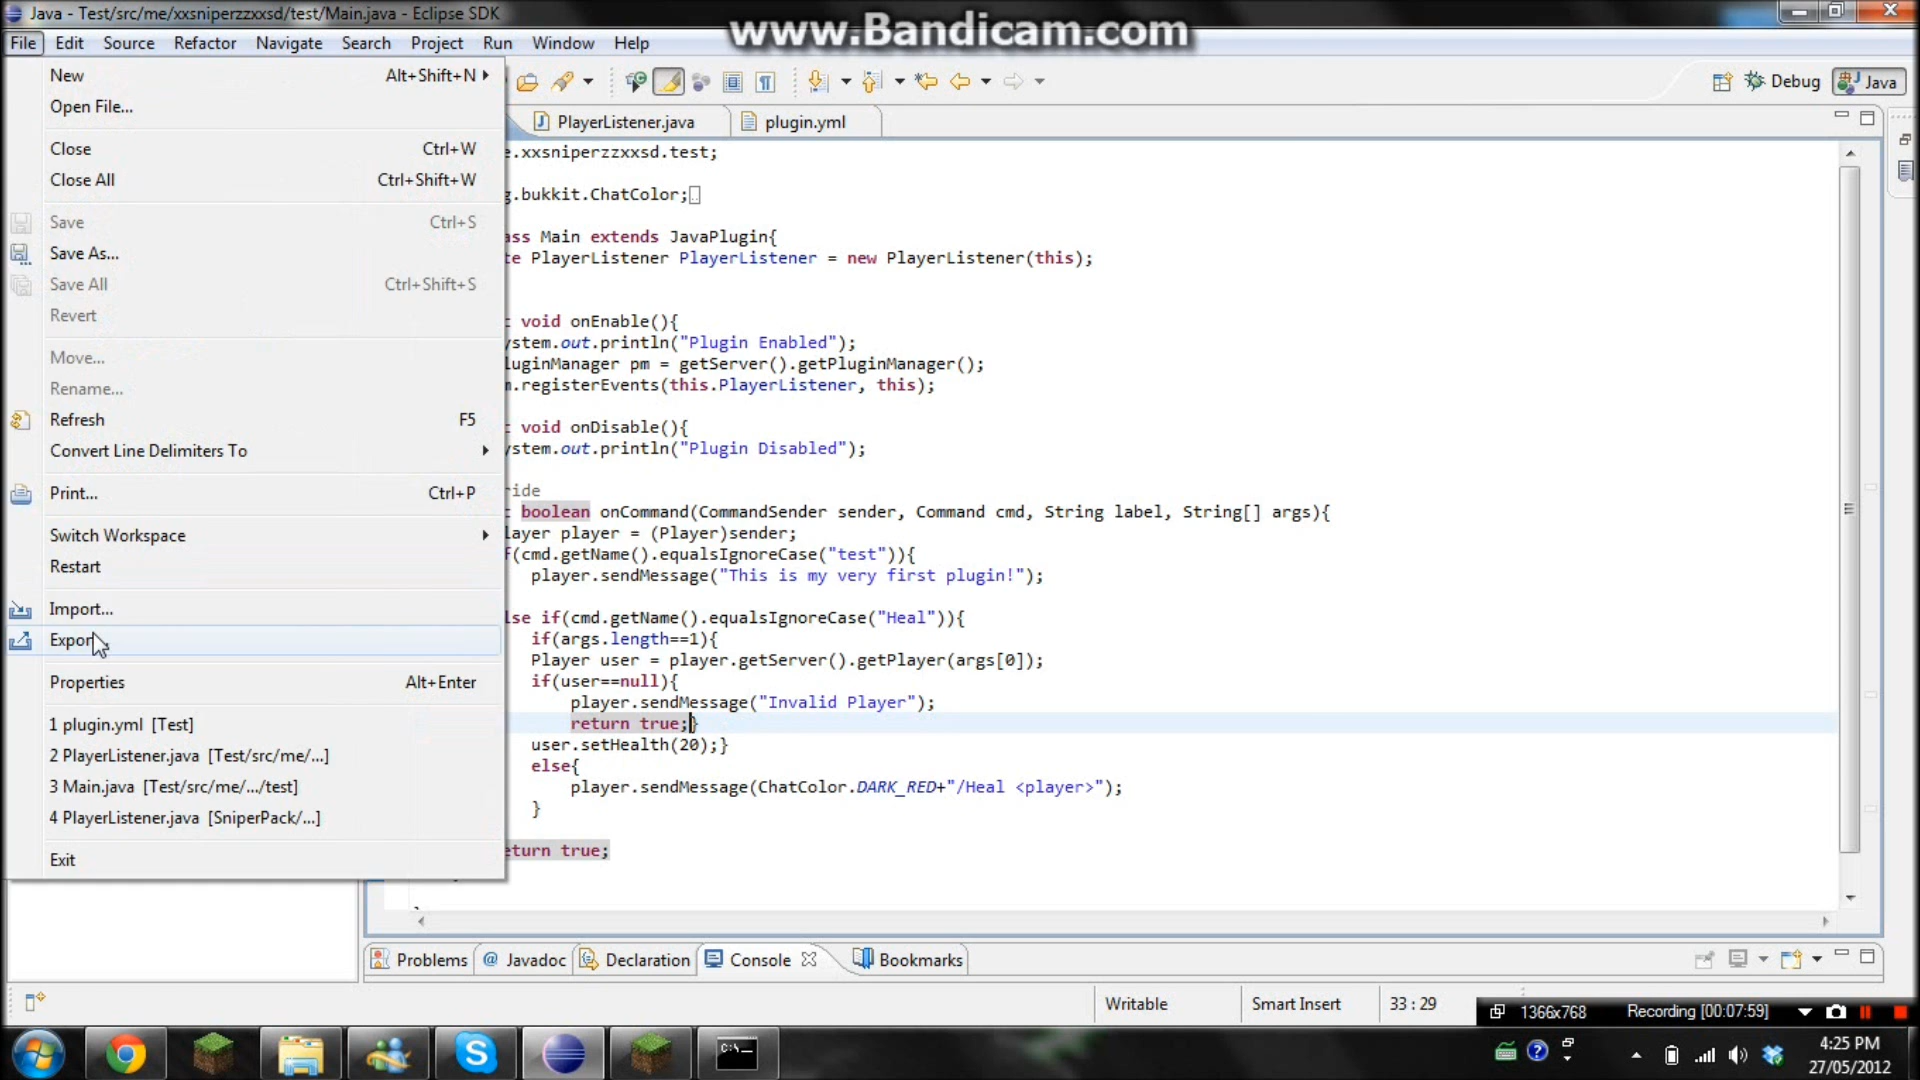 Java - Test/src/me/xxsniperzzxxsd/test/Main.java - Eclipse SDK
www.Bandicam.com
File Edit Source Refactor Navigate Search Project Run Window Help
New Alt+Shift+N
Open File...
Close Ctrl+W
Close All Ctrl+Shift+W
Save Ctrl+S
Save As...
Save All Ctrl+Shift+S
Revert
Move...
Rename...
Refresh F5
Convert Line Delimiters To
Print... Ctrl+P
Switch Workspace
Restart
Import...
Export
Properties Alt+Enter
1 plugin.yml [Test]
2 PlayerListener.java [Test/src/me/...]
3 Main.java [Test/src/me/.../test]
4 PlayerListener.java [SniperPack/...]
Exit
Debug Java
PlayerListener.java plugin.yml
e.xxsniperzzxxsd.test;
g.bukkit.ChatColor;
ass Main extends JavaPlugin{
te PlayerListener PlayerListener = new PlayerListener(this);
c void onEnable(){
ystem.out.println("Plugin Enabled");
luginManager pm = getServer().getPluginManager();
m.registerEvents(this.PlayerListener, this);
c void onDisable(){
ystem.out.println("Plugin Disabled");
ride
c boolean onCommand(CommandSender sender, Command cmd, String label, String[] args){
layer player = (Player)sender;
f(cmd.getName().equalsIgnoreCase("test")){
player.sendMessage("This is my very first plugin!");
lse if(cmd.getName().equalsIgnoreCase("Heal")){
if(args.length==1){
Player user = player.getServer().getPlayer(args[0]);
if(user==null){
player.sendMessage("Invalid Player");
return true;}
user.setHealth(20);}
else{
player.sendMessage(ChatColor.DARK_RED+"/Heal <player>");
}
eturn true;
Problems @ Javadoc Declaration Console Bookmarks
Writable Smart Insert 33 : 29
1366x768 Recording [00:07:59]
C:\
4:25 PM
27/05/2012